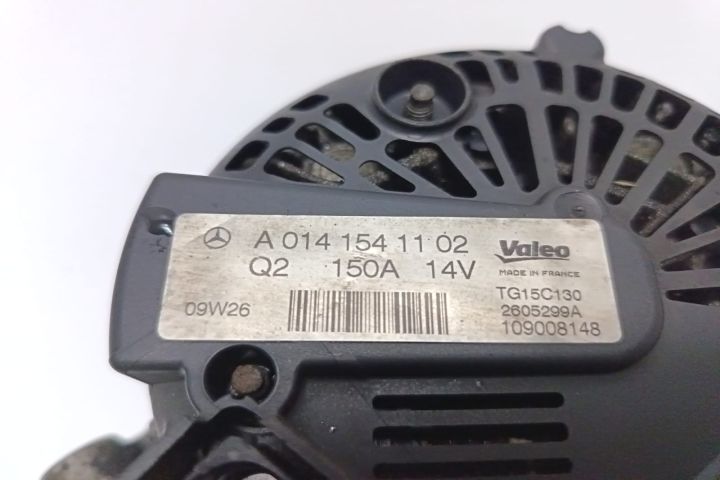 A 014 154 11 02
Q2 150A 14V
09W26
Valeo
MADE IN FRANCE
TG15C130
2605299A
109008148